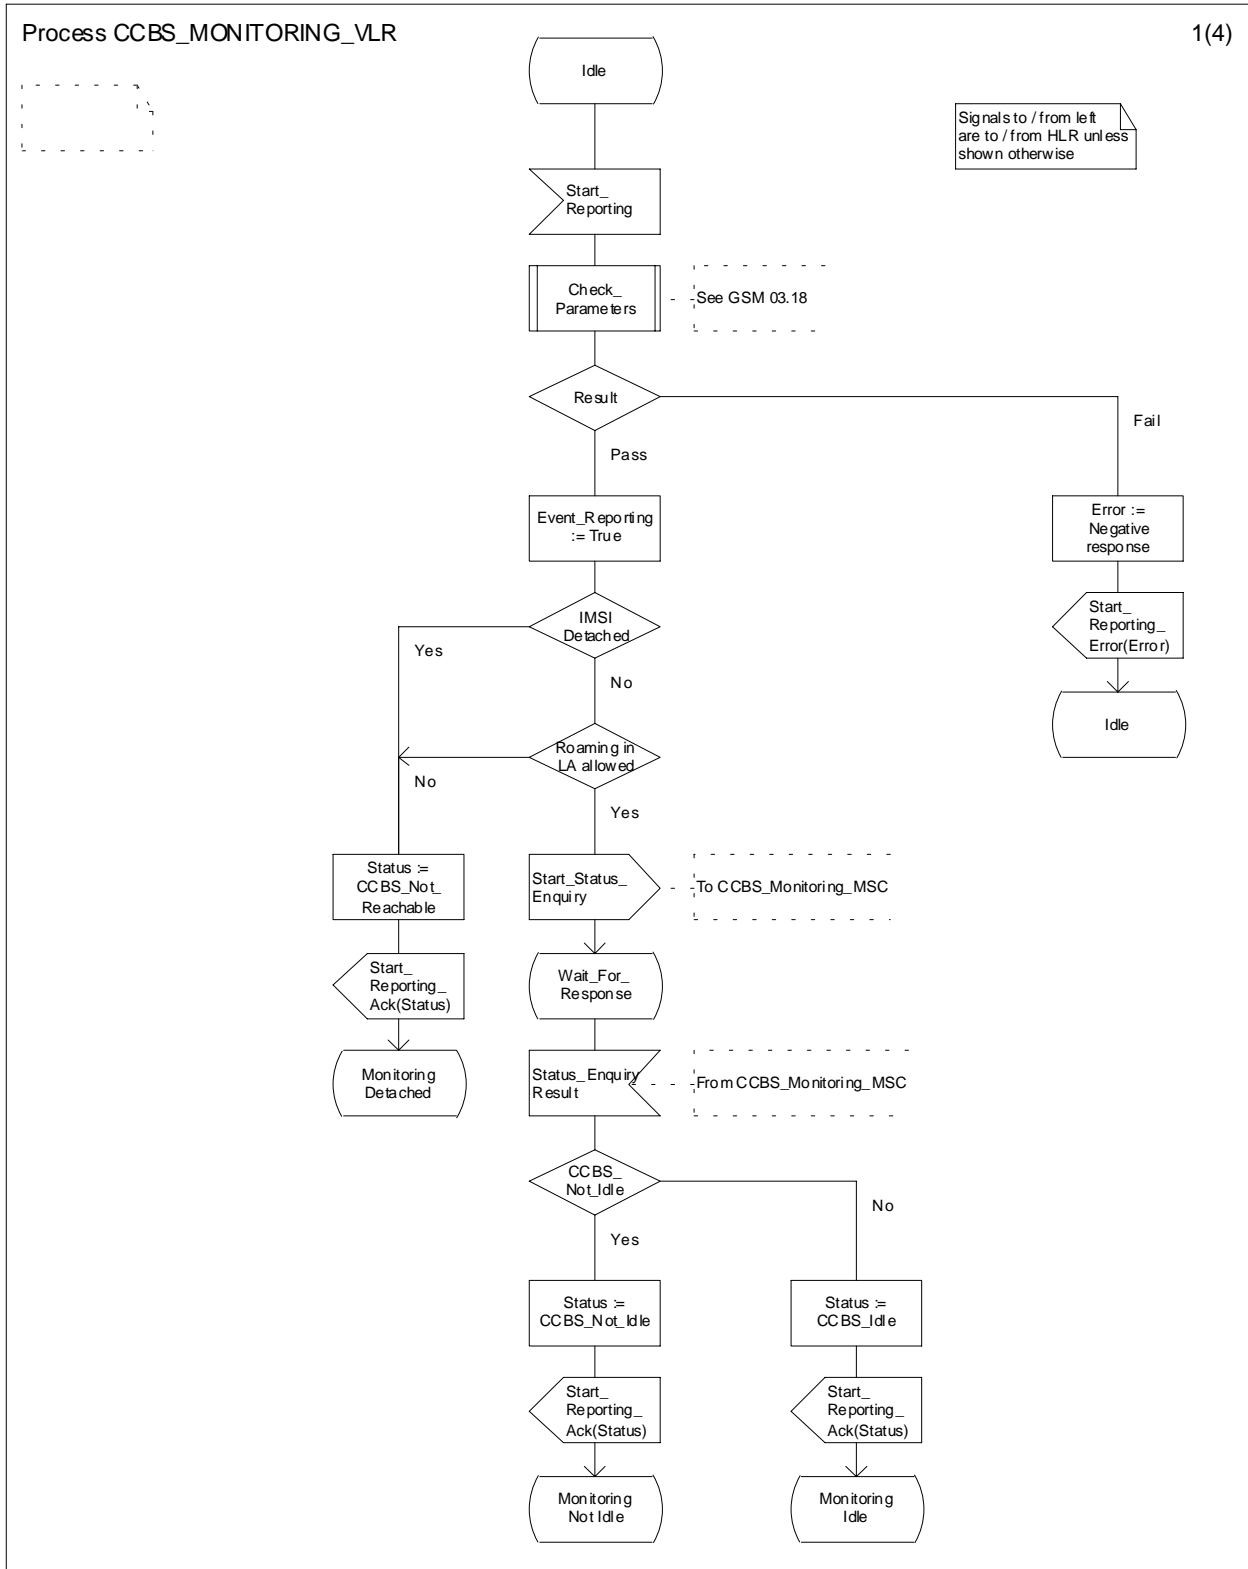 Process CCBS_MONITORING_VLR
1(4)
Idle
Signals to / from left
are to / from HLR unless
shown otherwise
Start_
Reporting
Check_
Parameters
See GSM 03.18
Result
Fail
Pass
Event_Reporting
:= True
Error :=
Negative
response
IMSI
Detached
Start_
Reporting_
Error(Error)
Yes
No
Idle
Roaming in
LA allowed
No
Yes
Status :=
CCBS_Not_
Reachable
Start_Status_
Enquiry
To CCBS_Monitoring_MSC
Start_
Reporting_
Ack(Status)
Wait_For_
Response
Monitoring
Detached
Status_Enquiry
Result
From CCBS_Monitoring_MSC
CCBS_
Not_Idle
No
Yes
Status :=
CCBS_Not_Idle
Status :=
CCBS_Idle
Start_
Reporting_
Ack(Status)
Start_
Reporting_
Ack(Status)
Monitoring
Not Idle
Monitoring
Idle